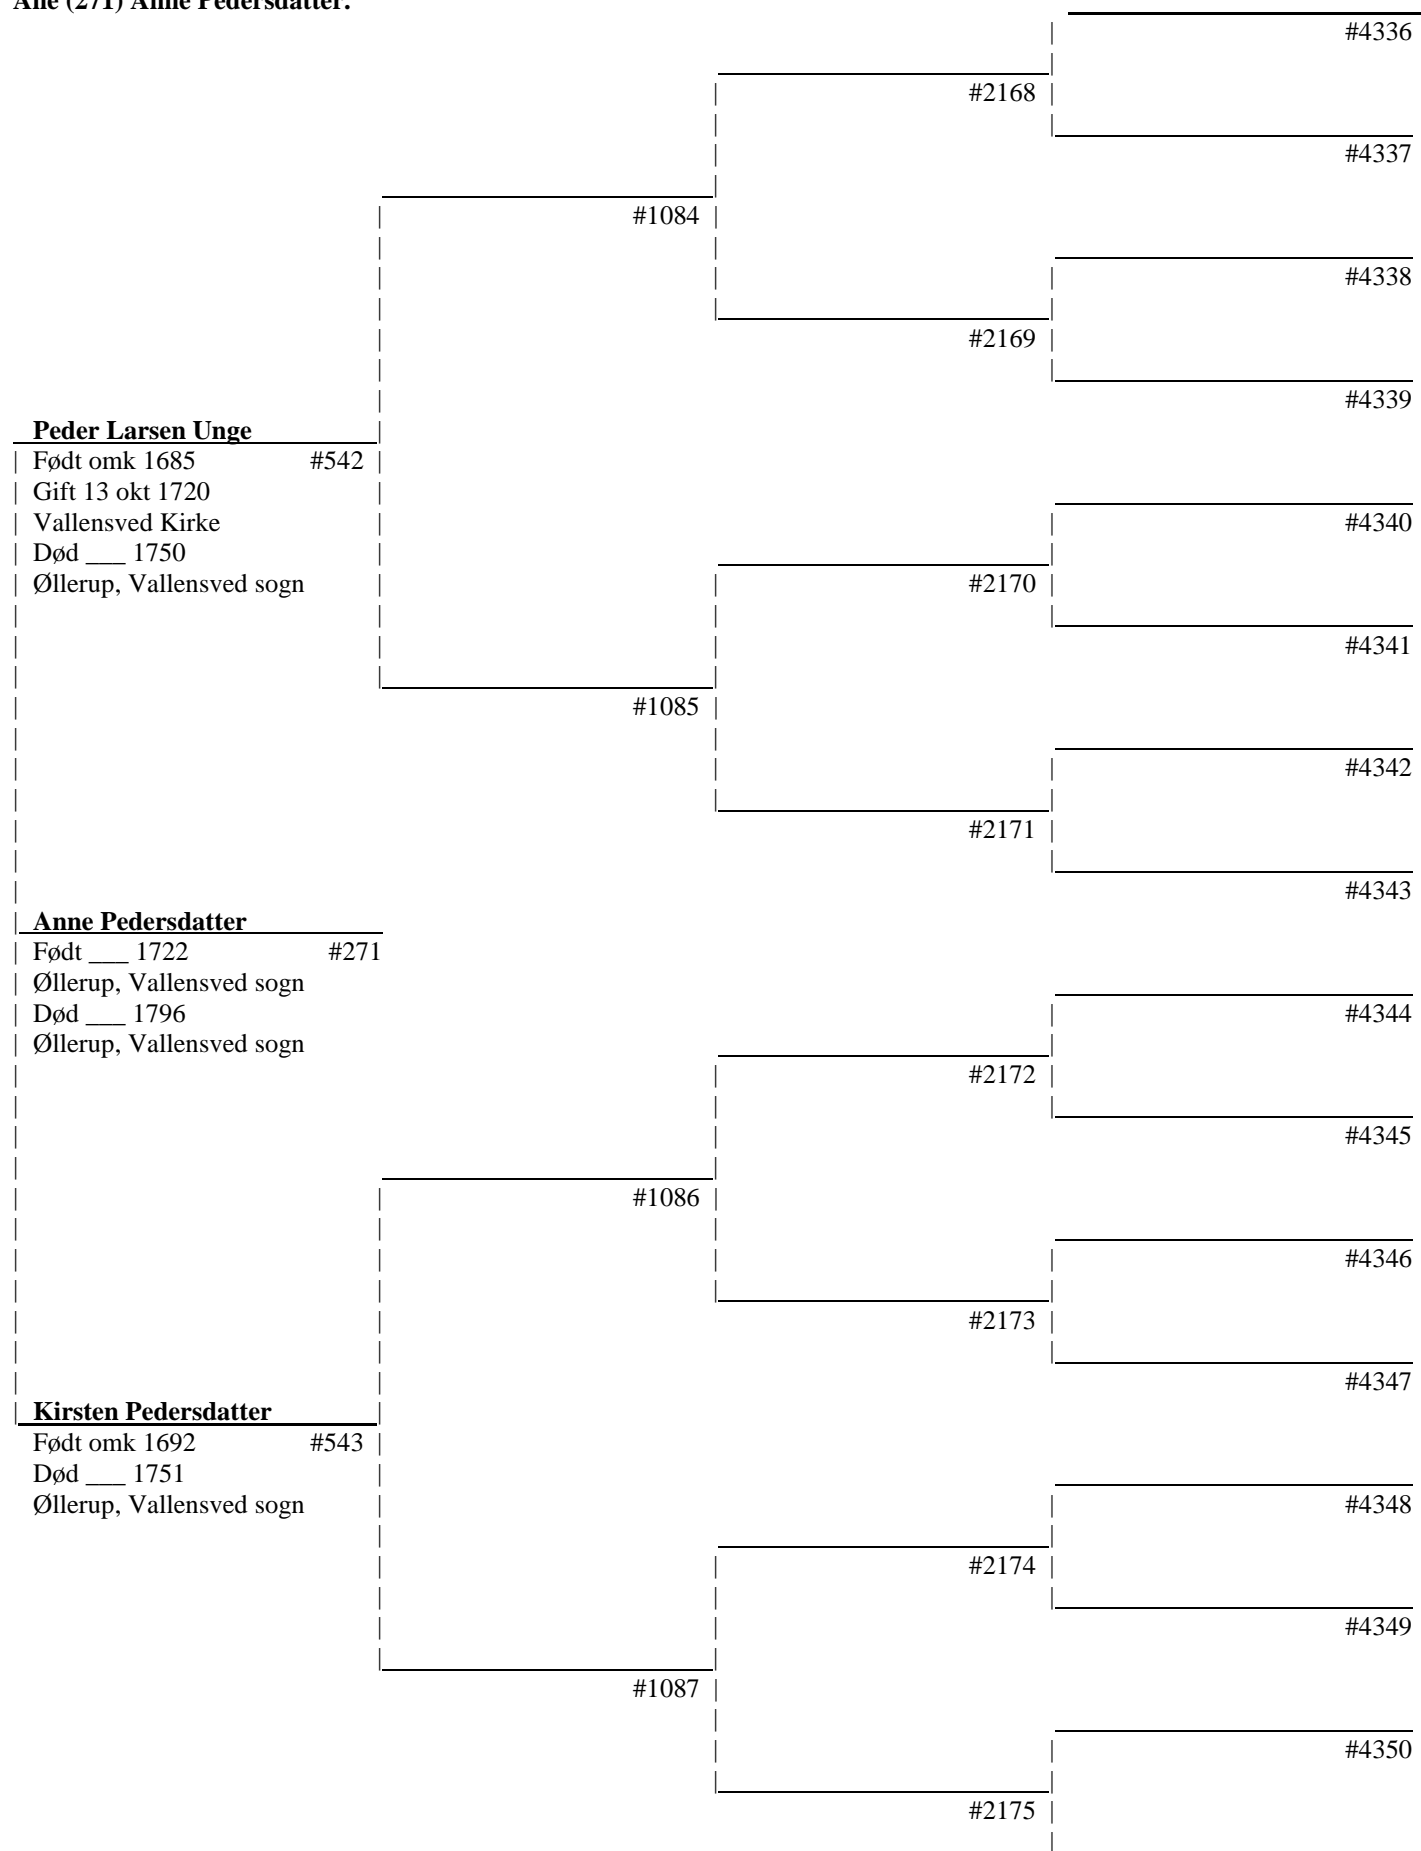 Ane (271) Anne Pedersdatter.
#4336
#2168
#4337
#1084
#4338
#2169
#4339
Peder Larsen Unge
Født omk 1685 #542
Gift 13 okt 1720
#4340
Vallensved Kirke
Død ___ 1750
#2170
Øllerup, Vallensved sogn
#4341
#1085
#4342
#2171
#4343
Anne Pedersdatter
Født ___ 1722 #271
Øllerup, Vallensved sogn
Død ___ 1796
#4344
Øllerup, Vallensved sogn
#2172
#4345
#1086
#4346
#2173
#4347
Kirsten Pedersdatter
Født omk 1692 #543
Død ___ 1751
Øllerup, Vallensved sogn
#4348
#2174
#4349
#1087
#4350
#2175